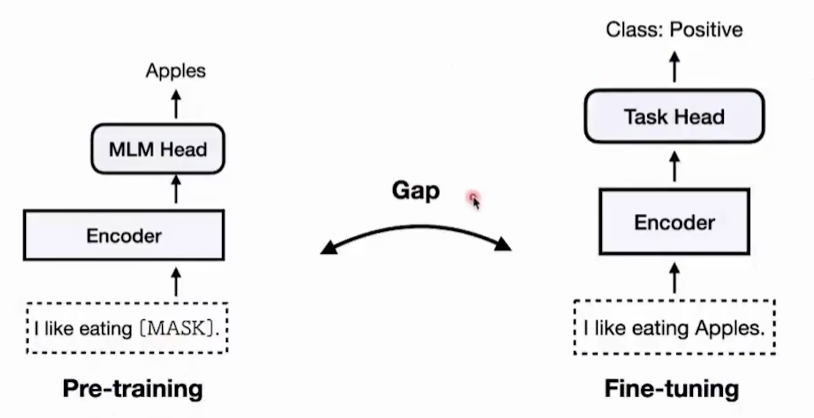 Apples
MLM Head
Encoder
I like eating [MASK].
Pre-training
Gap
Class: Positive
Task Head
Encoder
I like eating Apples.
Fine-tuning